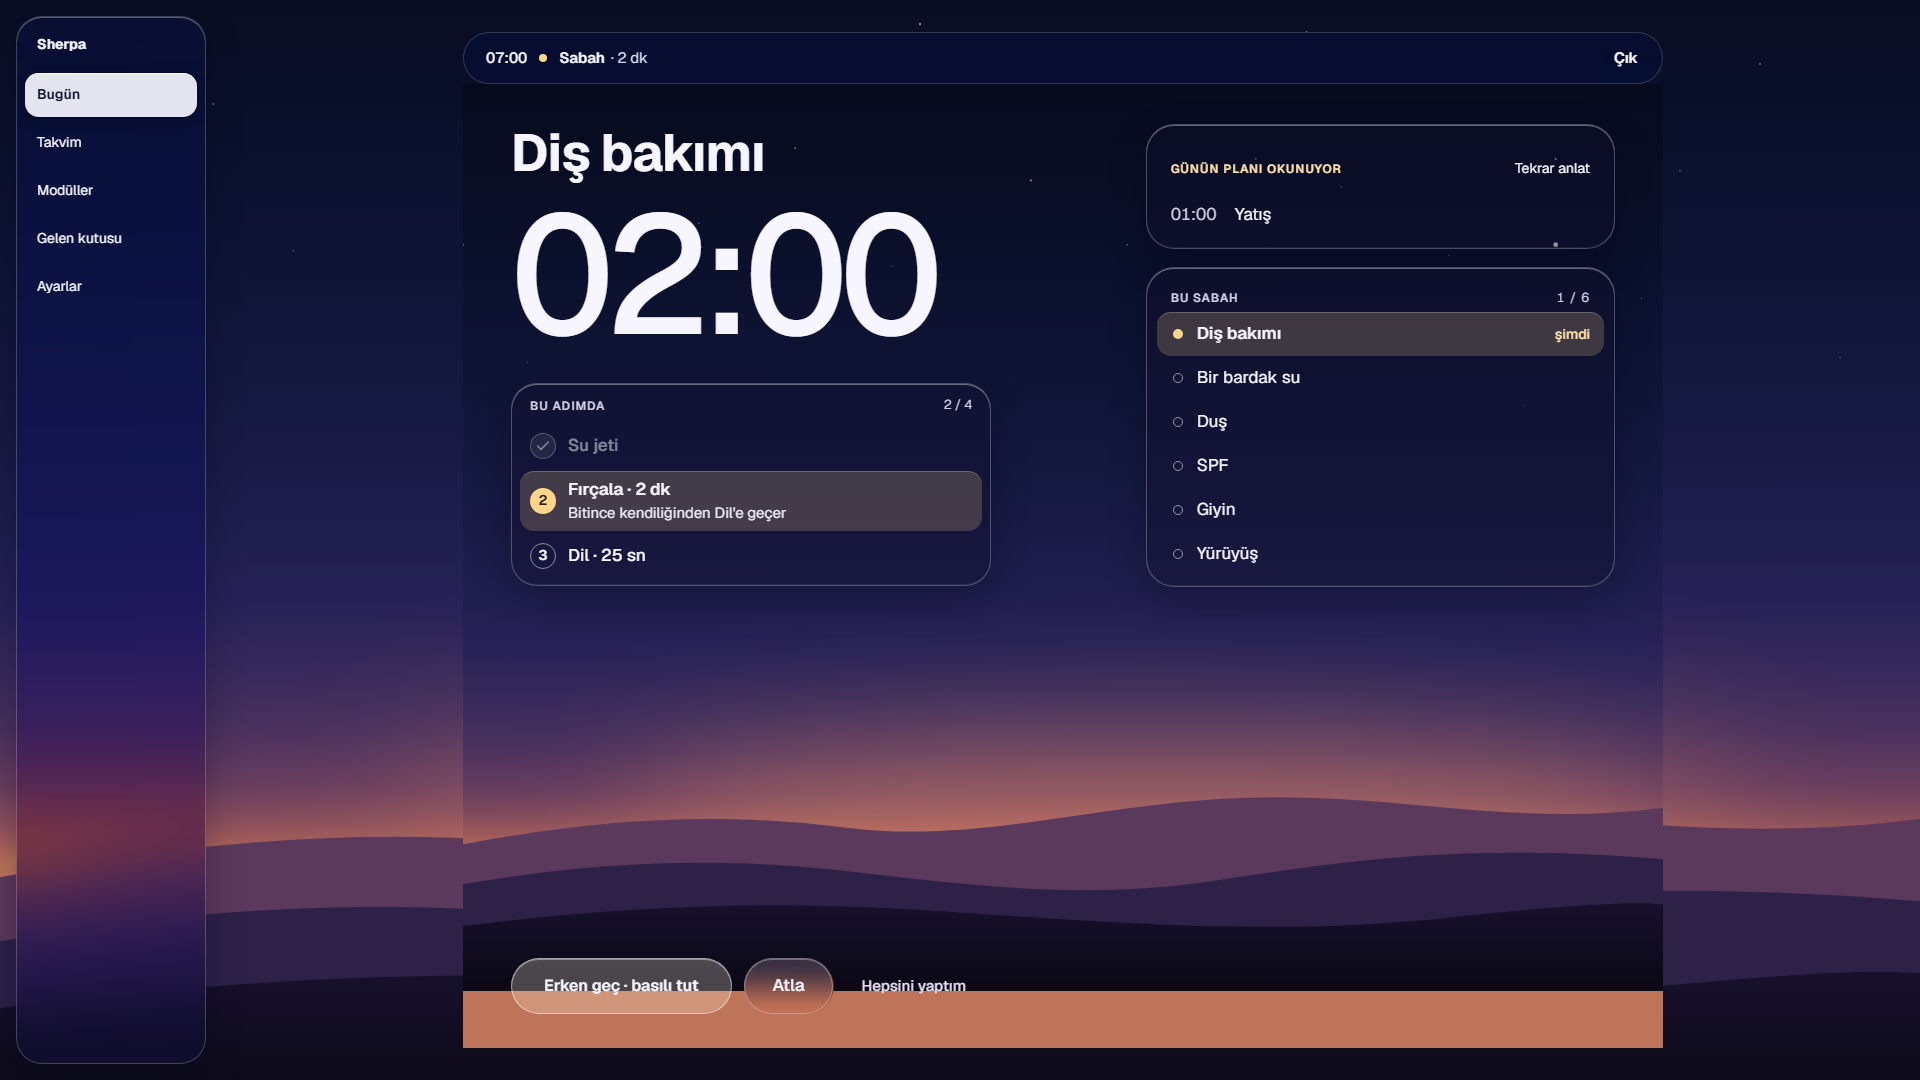 Sherpa
Bugün
Takvim
Modüller
Gelen kutusu
Ayarlar
07:00 Sabah · 2 dk
Çık
Diş bakımı
02:00
BU ADIMDA 2 / 4
Su jeti
2 Fırçala · 2 dk
Bitince kendiliğinden Dil'e geçer
3 Dil · 25 sn
GÜNÜN PLANI OKUNUYOR Tekrar anlat
01:00 Yatış
BU SABAH 1 / 6
Diş bakımı şimdi
Bir bardak su
Duş
SPF
Giyin
Yürüyüş
Erken geç · basılı tut
Atla
Hepsini yaptım